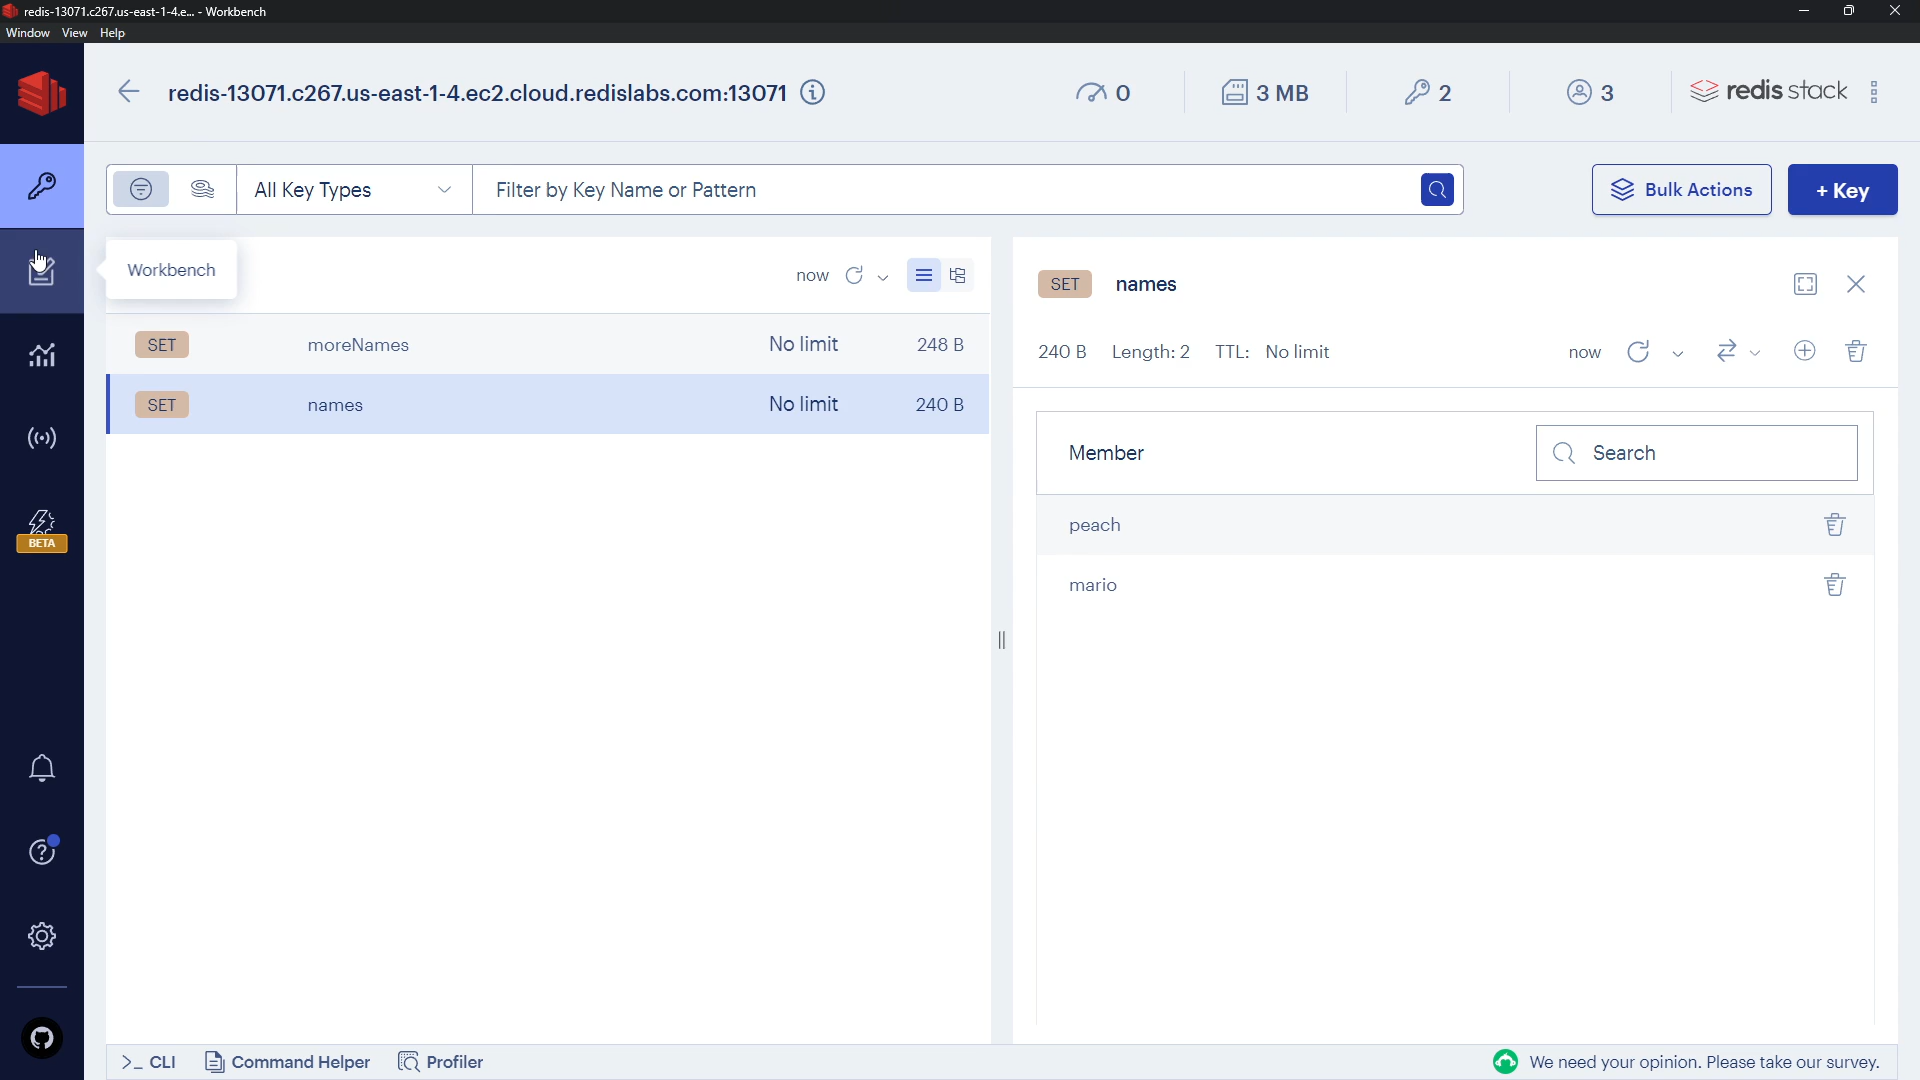 redis-13071.c267.us-east-1-4.e... - Workbench
Window View Help
redis-13071.c267.us-east-1-4.ec2.cloud.redislabs.com:13071
0
3 MB
2
3
redis stack
All Key Types
Filter by Key Name or Pattern
Bulk Actions
+ Key
Workbench
now
SET moreNames No limit 248 B
SET names No limit 240 B
SET names
240 B Length: 2 TTL: No limit now
Member
Search
peach
mario
BETA
>_ CLI
Command Helper
Profiler
We need your opinion. Please take our survey.